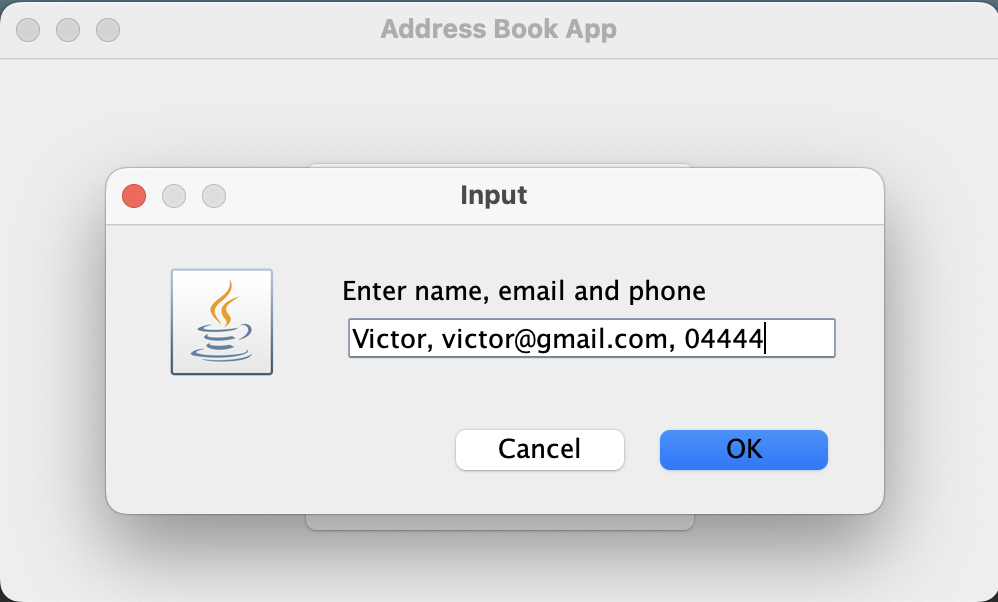 Address Book App
Input
Enter name, email and phone
Victor, victor@gmail.com, 04444
Cancel
OK